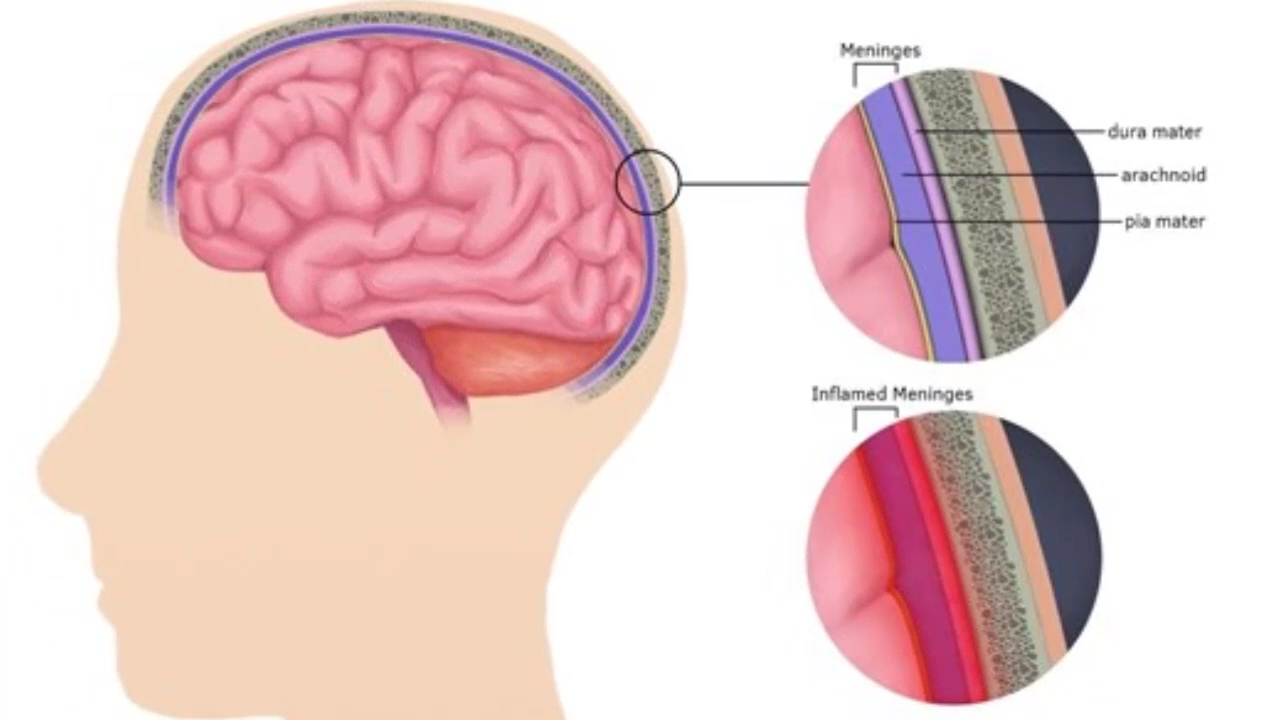 Meninges
dura mater
arachnoid
pia mater
Inflamed Meninges